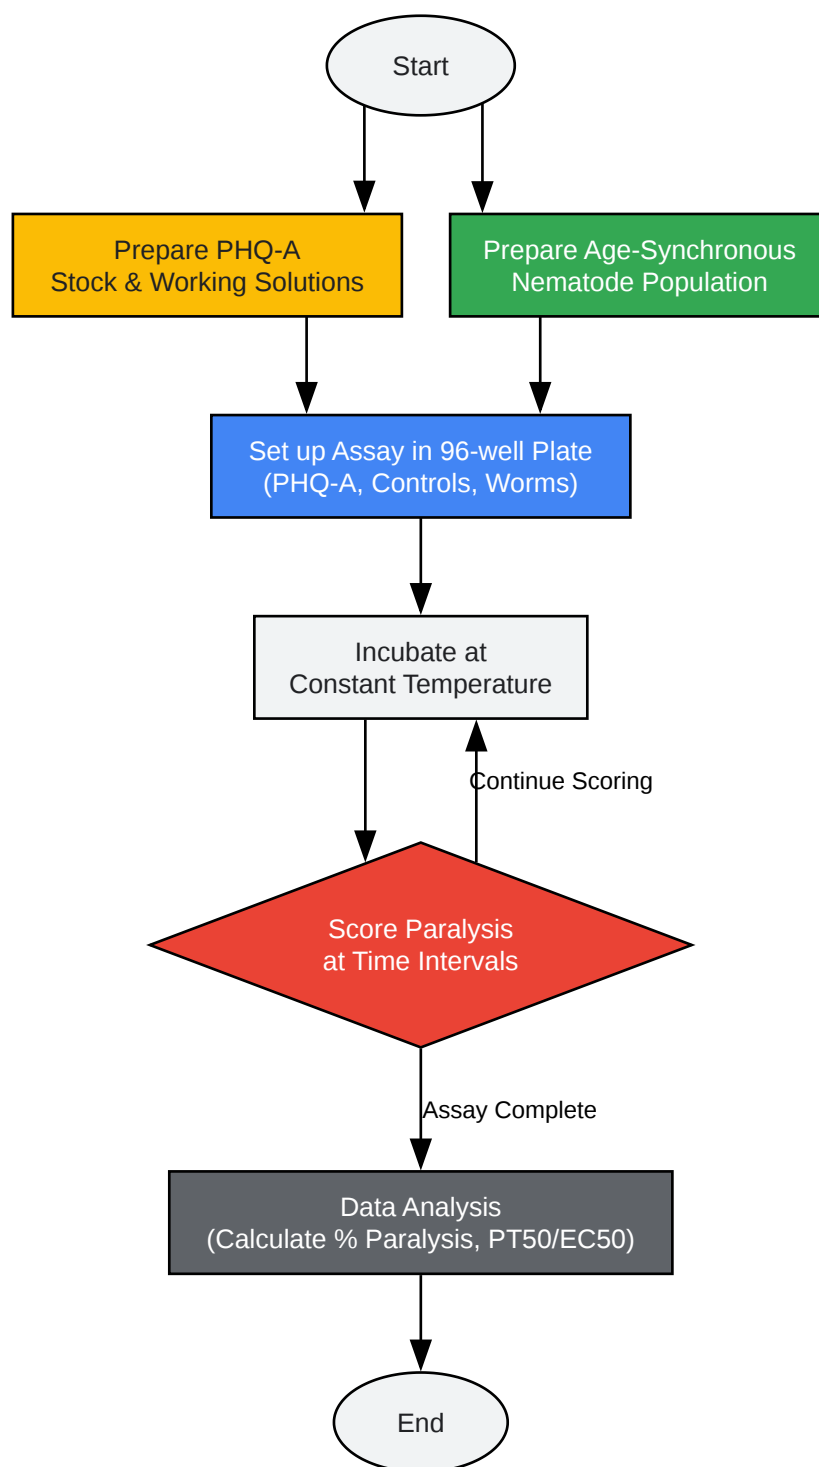 Start
Prepare PHQ-A
Stock & Working Solutions
Prepare Age-Synchronous
Nematode Population
Set up Assay in 96-well Plate
(PHQ-A, Controls, Worms)
Incubate at
Constant Temperature
Continue Scoring
Score Paralysis
at Time Intervals
Assay Complete
Data Analysis
(Calculate % Paralysis, PT50/EC50)
End